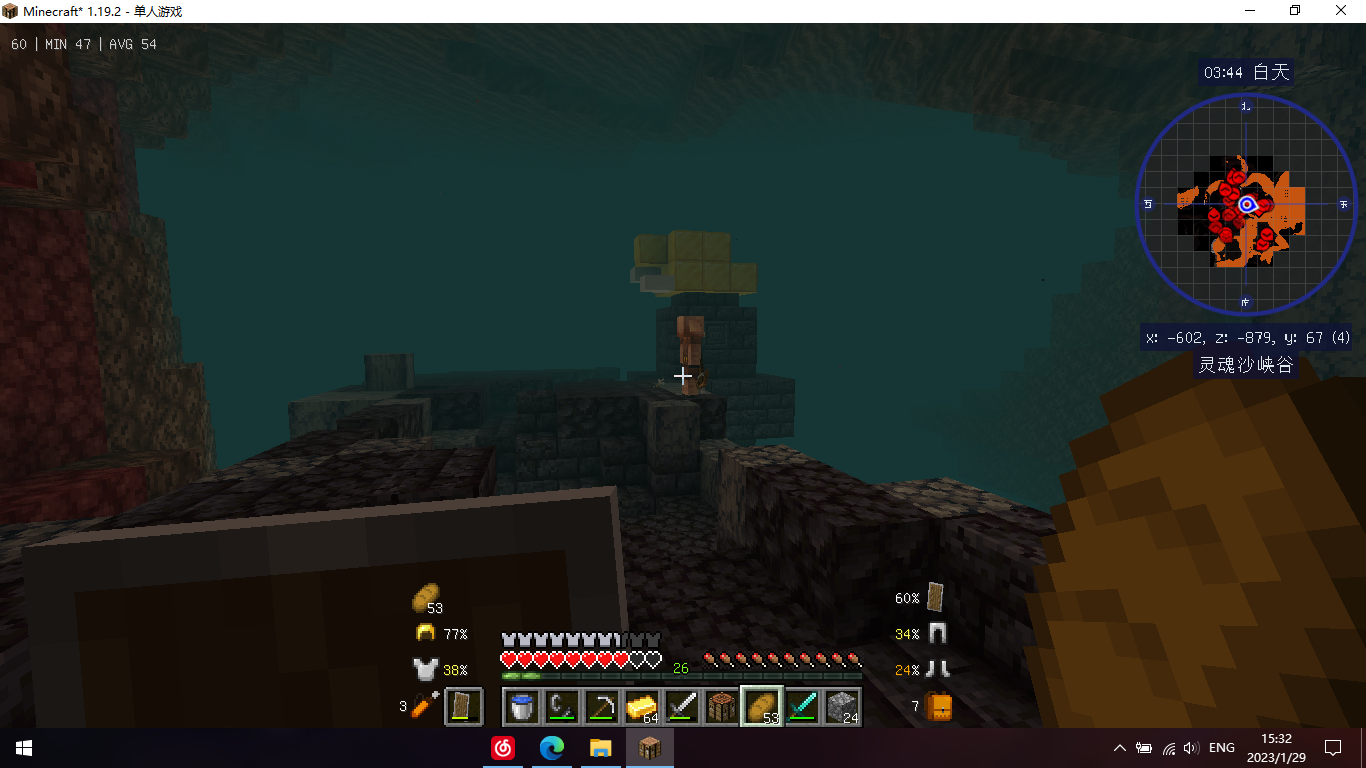 Minecraft* 1.19.2 - 单人游戏
60 | MIN 47 | AVG 54
03:44 白天
北
西
东
南
x: -602, z: -879, y: 67 (4)
灵魂沙峡谷
53
77%
38%
3
60%
34%
24%
7
26
64
53
24
ENG
15:32
2023/1/29